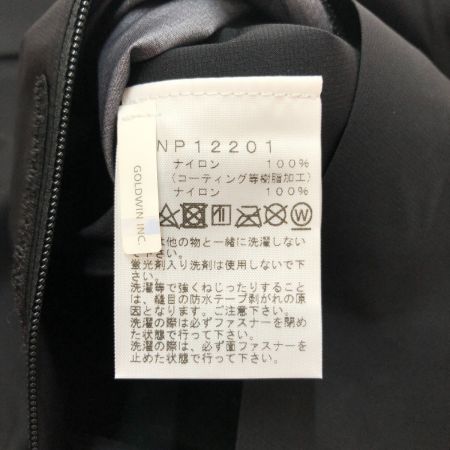 NP12201
ナイロン 100%
(コーティング等樹脂加工)
ナイロン 100%
W
は他の物と一緒に洗濯しない
下さい。
蛍光剤入り洗剤は使用しないで下
さい。
洗濯等で強くねじったりすること
は、縫目の防水テープ剥がれの原
因となります。ご注意下さい。
洗濯の際は必ずファスナーを閉め
た状態で行って下さい。
洗濯の際は、必ず面ファスナーを
止めた状態で行って下さい。
GOLDWIN INC.